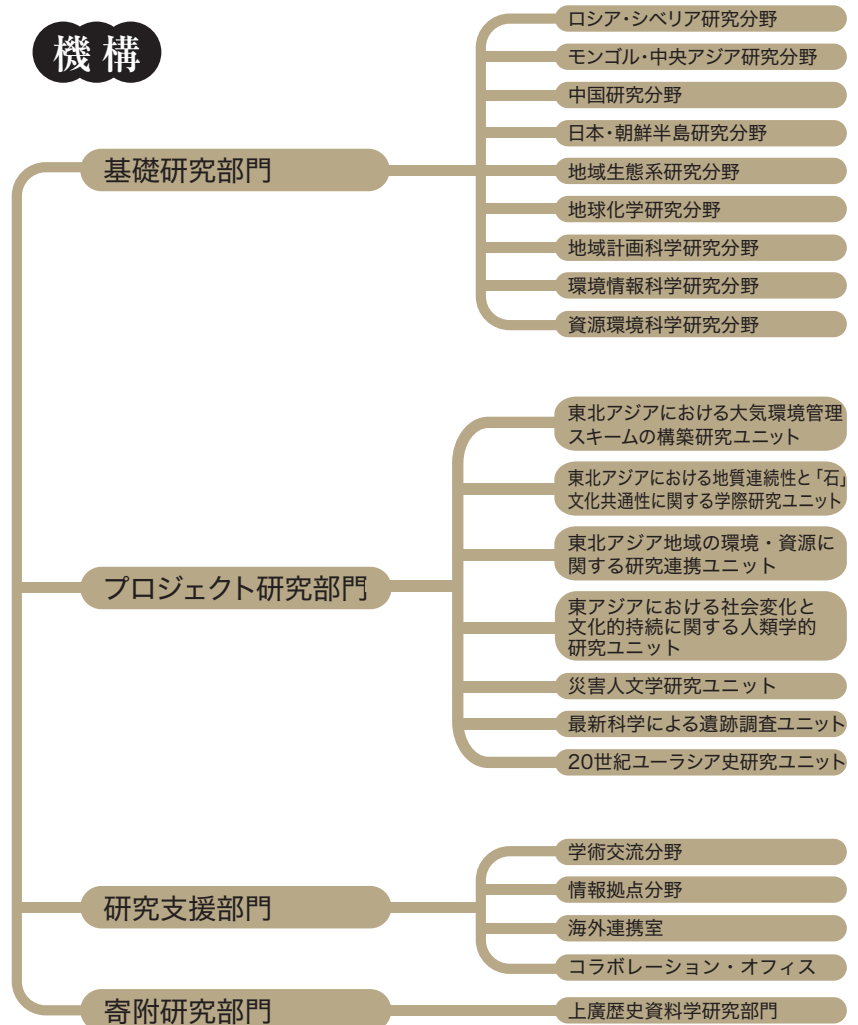 機構
基礎研究部門
ロシア・シベリア研究分野
モンゴル・中央アジア研究分野
中国研究分野
日本・朝鮮半島研究分野
地域生態系研究分野
地球化学研究分野
地域計画科学研究分野
環境情報科学研究分野
資源環境科学研究分野
プロジェクト研究部門
東北アジアにおける大気環境管理
スキームの構築研究ユニット
東北アジアにおける地質連続性と「石」
文化共通性に関する学際研究ユニット
東北アジア地域の環境・資源に
関する研究連携ユニット
東アジアにおける社会変化と
文化的持続に関する人類学的
研究ユニット
災害人文学研究ユニット
最新科学による遺跡調査ユニット
20世紀ユーラシア史研究ユニット
研究支援部門
学術交流分野
情報拠点分野
海外連携室
コラボレーション・オフィス
寄附研究部門
上廣歴史資料学研究部門